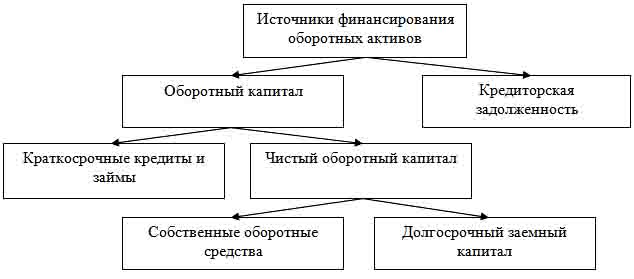 Источники финансирования
оборотных активов
Оборотный капитал
Кредиторская
задолженность
Краткосрочные кредиты и
займы
Чистый оборотный капитал
Собственные оборотные
средства
Долгосрочный заемный
капитал